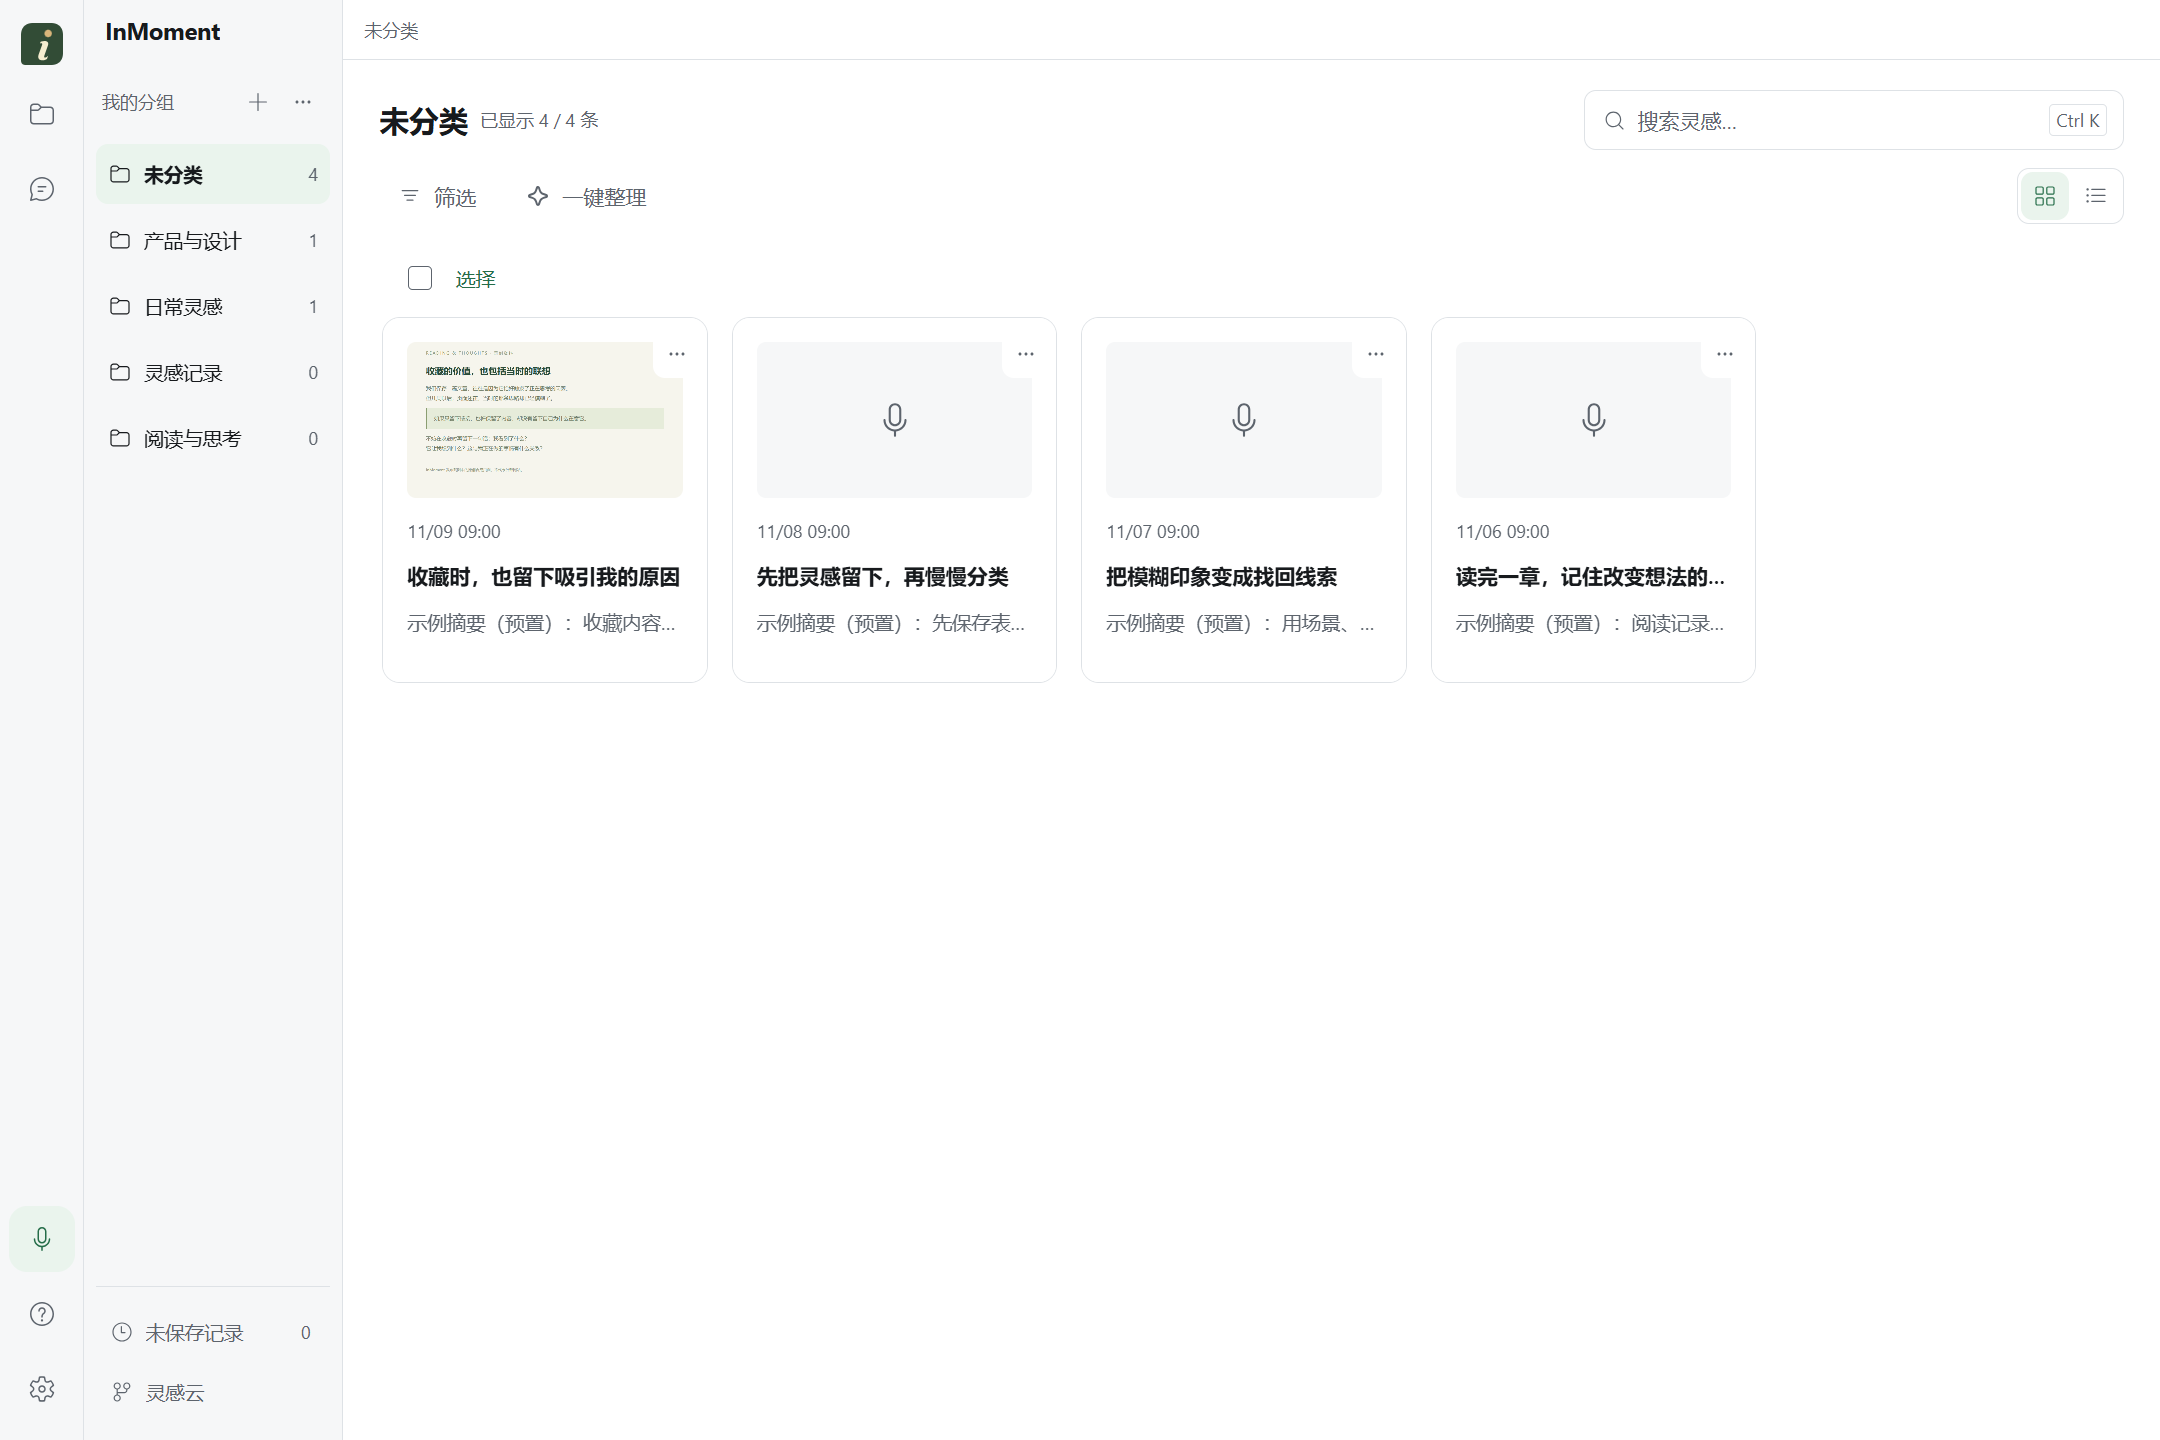 InMoment
未分类
我的分组
未分类 4
产品与设计 1
日常灵感 1
灵感记录 0
阅读与思考 0
未保存记录 0
灵感云
未分类 已显示 4 / 4 条
搜索灵感... Ctrl K
筛选 一键整理
选择
收藏的价值，也包括当时的联想
11/09 09:00
收藏时，也留下吸引我的原因
示例摘要（预置）：收藏内容...
11/08 09:00
先把灵感留下，再慢慢分类
示例摘要（预置）：先保存表...
11/07 09:00
把模糊印象变成找回线索
示例摘要（预置）：用场景、...
11/06 09:00
读完一章，记住改变想法的...
示例摘要（预置）：阅读记录...